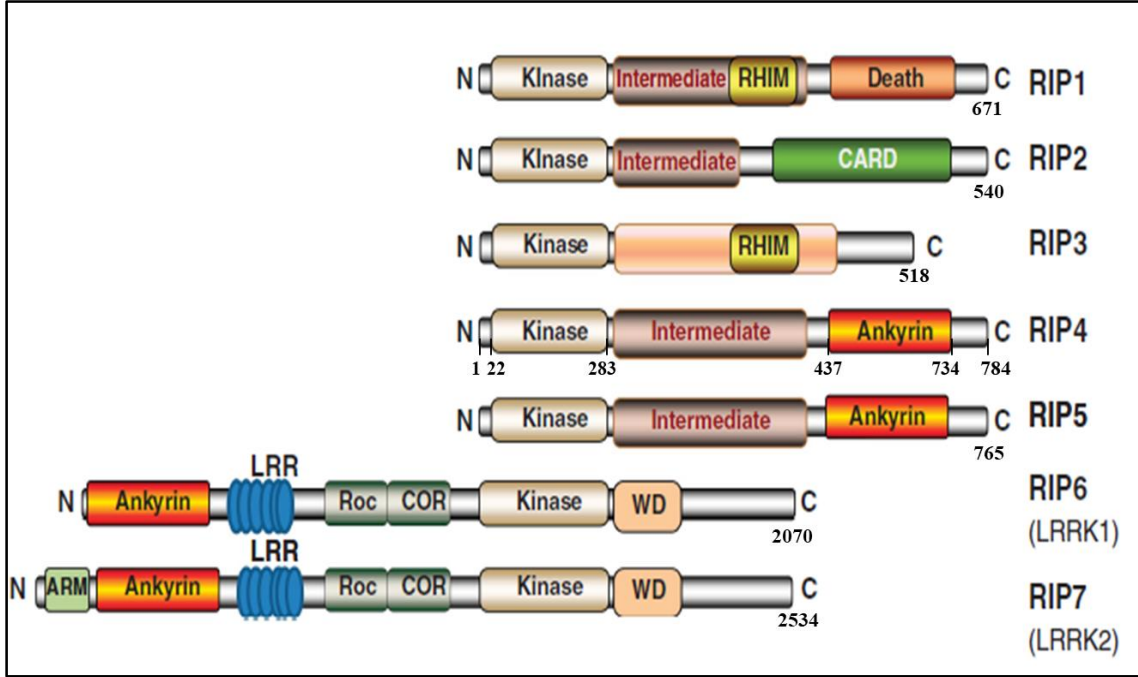 N KInase Intermediate RHIM Death C RIP1
671
N KInase Intermediate CARD C RIP2
540
N Kinase RHIM C RIP3
518
N Kinase Intermediate Ankyrin C RIP4
1 22 283 437 734 784
N Kinase Intermediate Ankyrin C RIP5
765
LRR
N Ankyrin Roc COR Kinase WD C RIP6
2070 (LRRK1)
LRR
N ARM Ankyrin Roc COR Kinase WD C RIP7
2534 (LRRK2)